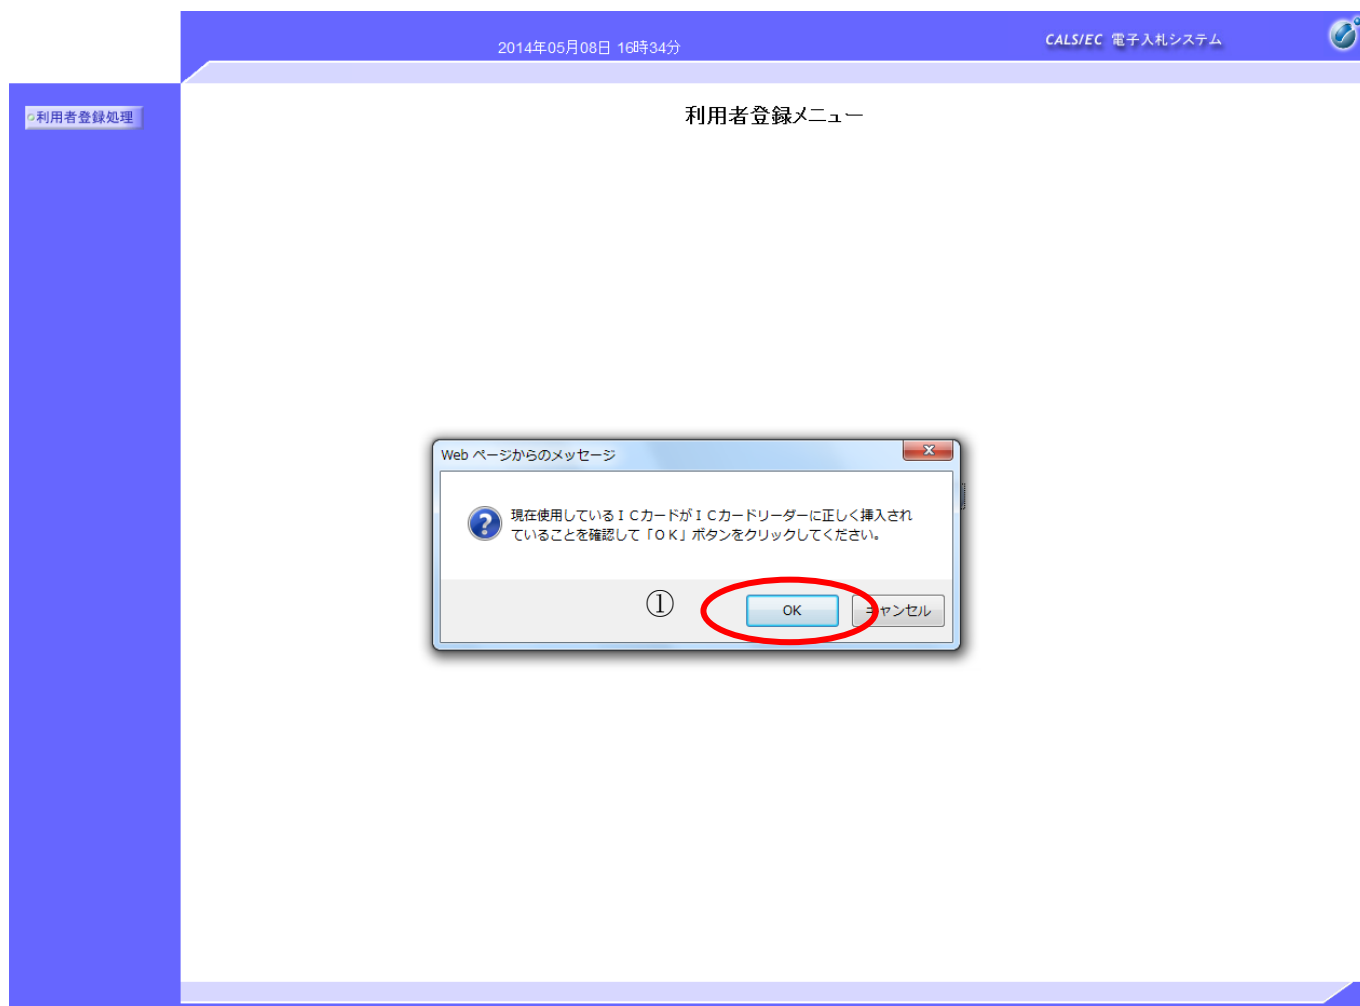 2014年05月08日 16時34分
CALS/EC 電子入札システム
利用者登録処理
利用者登録メニュー
Web ページからのメッセージ
現在使用しているＩＣカードがＩＣカードリーダーに正しく挿入され
ていることを確認して「ＯＫ」ボタンをクリックしてください。
①
OK
キャンセル